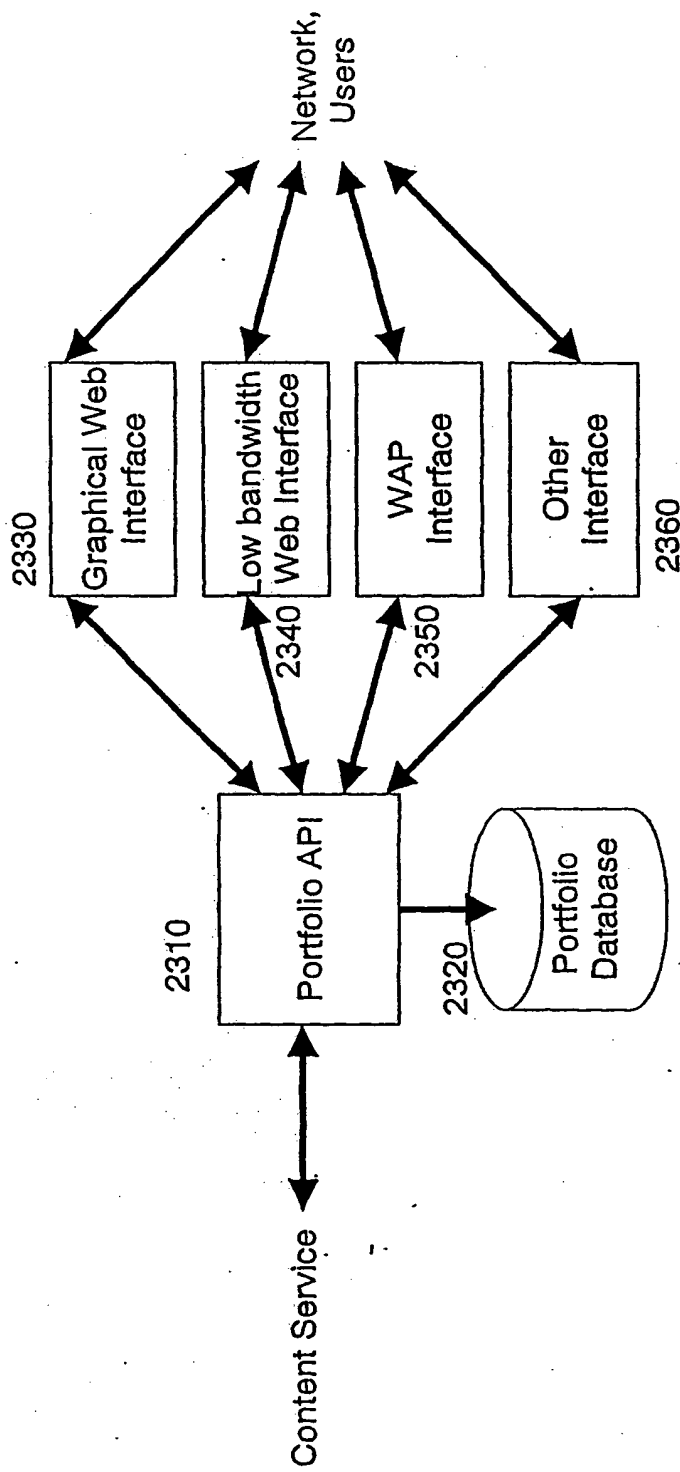 Content Service
2310
Portfolio API
2320
Portfolio
Database
2330
Graphical Web
Interface
Low bandwidth
Web Interface
2340
WAP
Interface
2350
Other
Interface
2360
Network,
Users